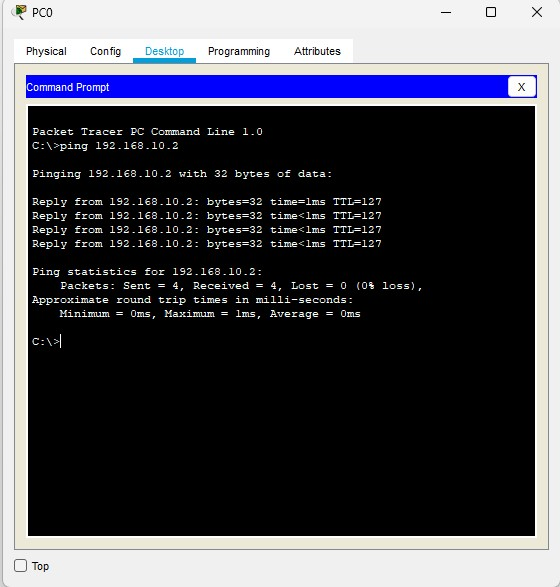 PC0
Physical Config Desktop Programming Attributes
Command Prompt X
Packet Tracer PC Command Line 1.0
C:\>ping 192.168.10.2
Pinging 192.168.10.2 with 32 bytes of data:
Reply from 192.168.10.2: bytes=32 time=1ms TTL=127
Reply from 192.168.10.2: bytes=32 time<1ms TTL=127
Reply from 192.168.10.2: bytes=32 time<1ms TTL=127
Reply from 192.168.10.2: bytes=32 time<1ms TTL=127
Ping statistics for 192.168.10.2:
Packets: Sent = 4, Received = 4, Lost = 0 (0% loss),
Approximate round trip times in milli-seconds:
Minimum = 0ms, Maximum = 1ms, Average = 0ms
C:\>
Top